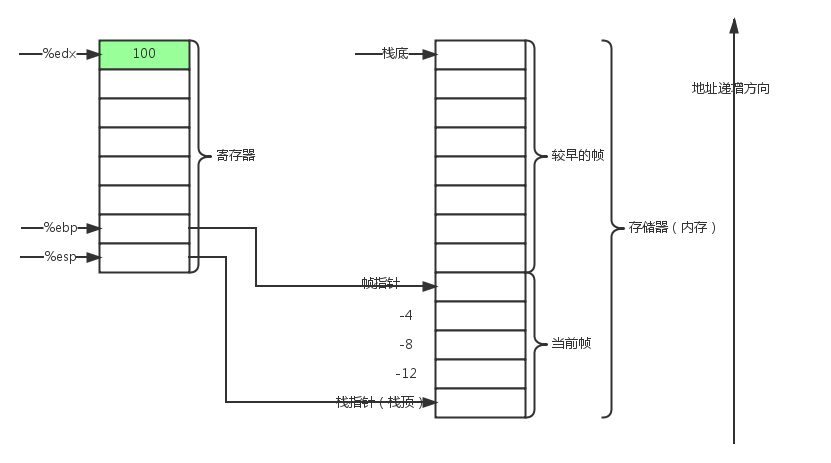 %edx
100
栈底
地址递增方向
寄存器
较早的帧
%ebp
存储器（内存）
%esp
帧指针
-4
-8
当前帧
-12
栈指针（栈顶）